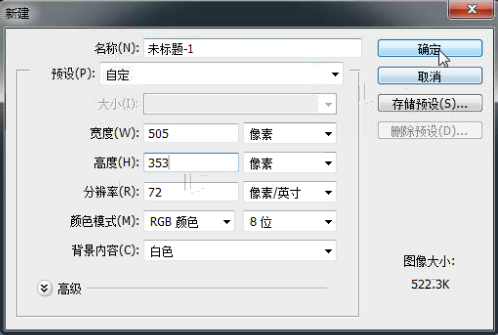 新建
名称(N): 未标题-1 确定
预设(P): 自定 取消
大小(I): 存储预设(S)...
宽度(W): 505 像素 删除预设(D)...
高度(H): 353 像素
分辨率(R): 72 像素/英寸
颜色模式(M): RGB 颜色 8 位
背景内容(C): 白色 图像大小:
高级 522.3K